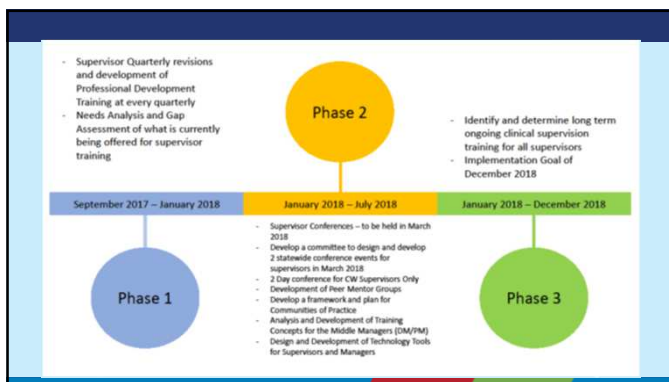 - Supervisor Quarterly revisions
and development of
Professional Development
Training at every quarterly
- Needs Analysis and Gap
Assessment of what is currently
being offered for supervisor
training
Phase 2
- Identify and determine long term
ongoing clinical supervision
training for all supervisors
- Implementation Goal of
December 2018
September 2017 – January 2018
January 2018 – July 2018
January 2018 – December 2018
Phase 1
- Supervisor Conferences – to be held in March
2018
- Develop a committee to design and develop
2 statewide conference events for
supervisors in March 2018
- 2 Day conference for CW Supervisors Only
- Development of Peer Mentor Groups
- Develop a framework and plan for
Communities of Practice
- Analysis and Development of Training
Concepts for the Middle Managers (DM/PM)
- Design and Development of Technology Tools
for Supervisors and Managers
Phase 3